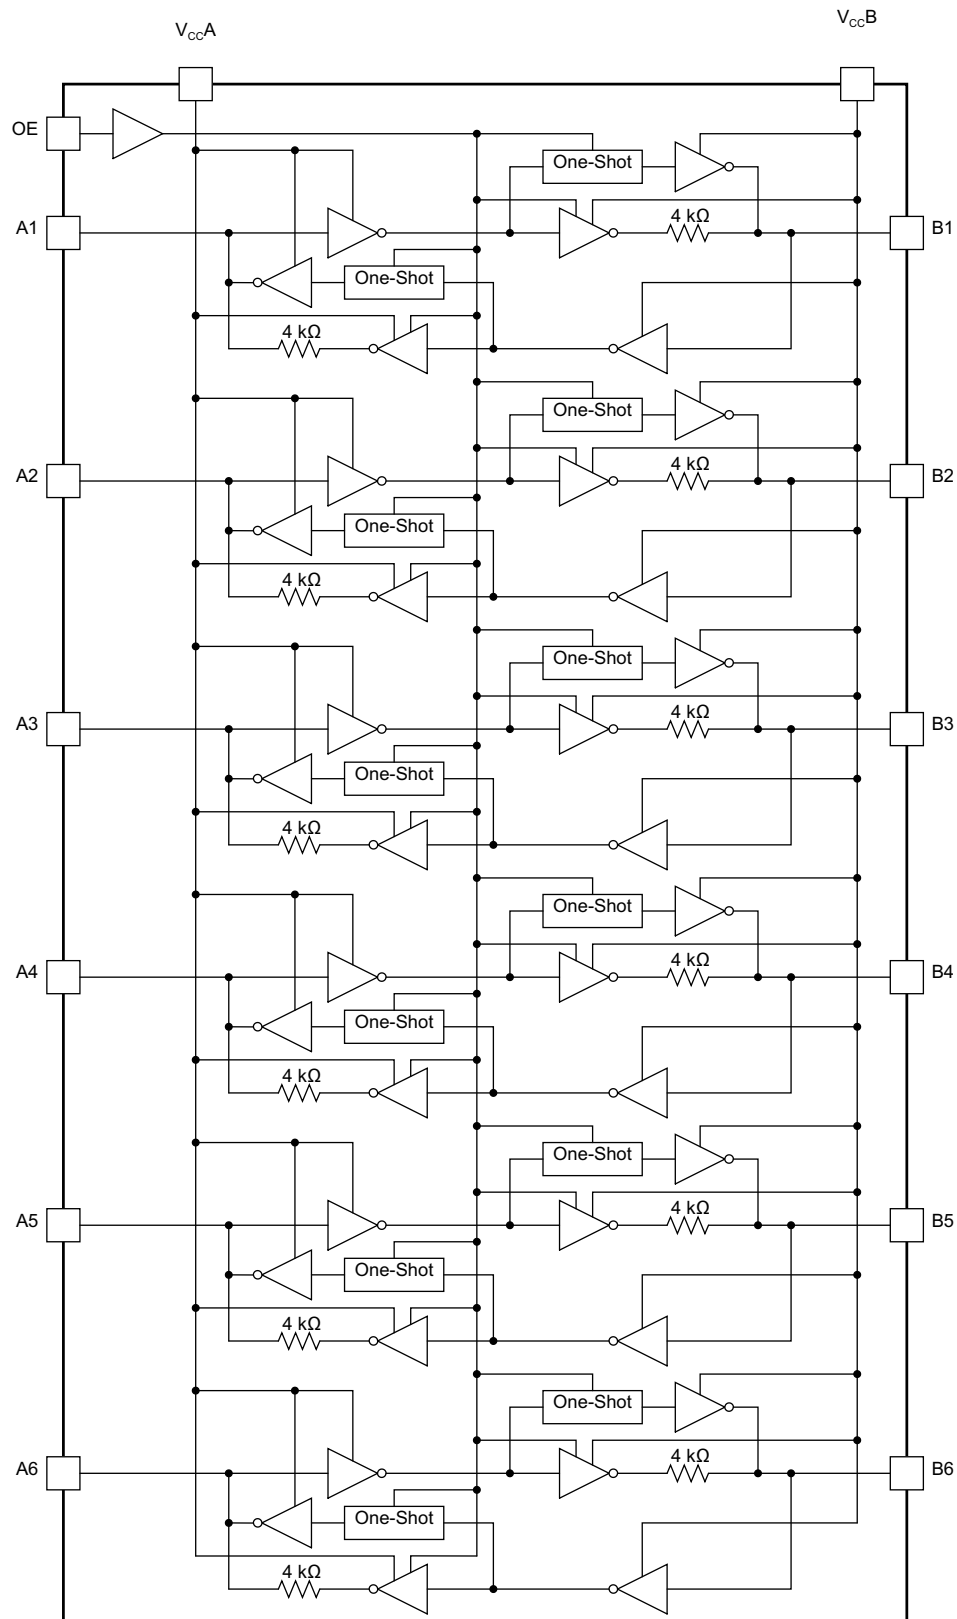 VCCA
VCCB
OE
One-Shot
A1
4 kΩ
B1
One-Shot
4 kΩ
One-Shot
A2
4 kΩ
B2
One-Shot
4 kΩ
One-Shot
A3
4 kΩ
B3
One-Shot
4 kΩ
One-Shot
A4
4 kΩ
B4
One-Shot
4 kΩ
One-Shot
A5
4 kΩ
B5
One-Shot
4 kΩ
One-Shot
A6
4 kΩ
B6
One-Shot
4 kΩ